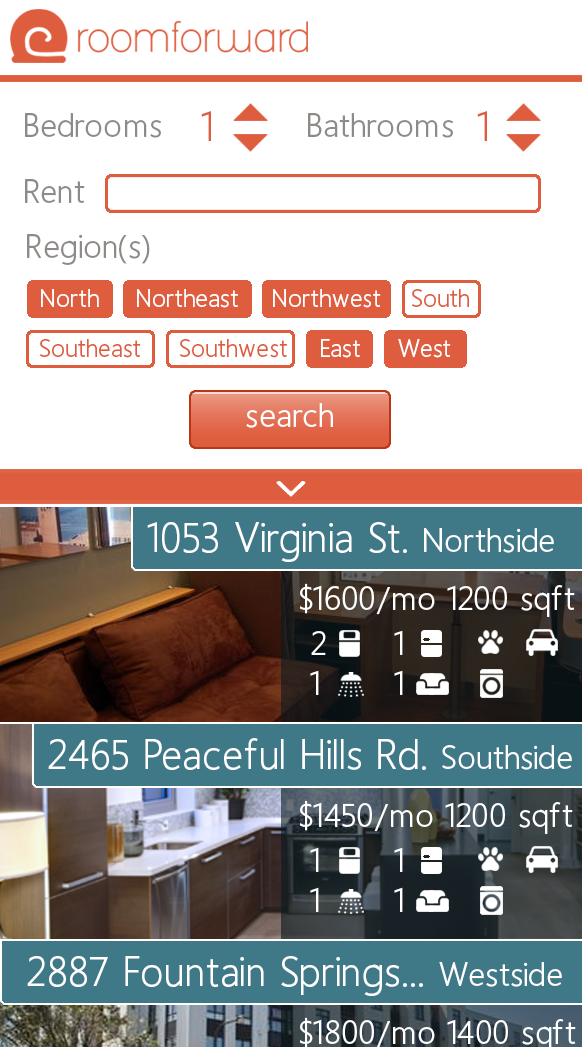 roomforward
Bedrooms 1 Bathrooms 1
Rent
Region(s)
North Northeast Northwest South
Southeast Southwest East West
search
1053 Virginia St. Northside
$1600/mo 1200 sqft
2 1
1 1
2465 Peaceful Hills Rd. Southside
$1450/mo 1200 sqft
1 1
1 1
2887 Fountain Springs... Westside
$1800/mo 1400 sqft